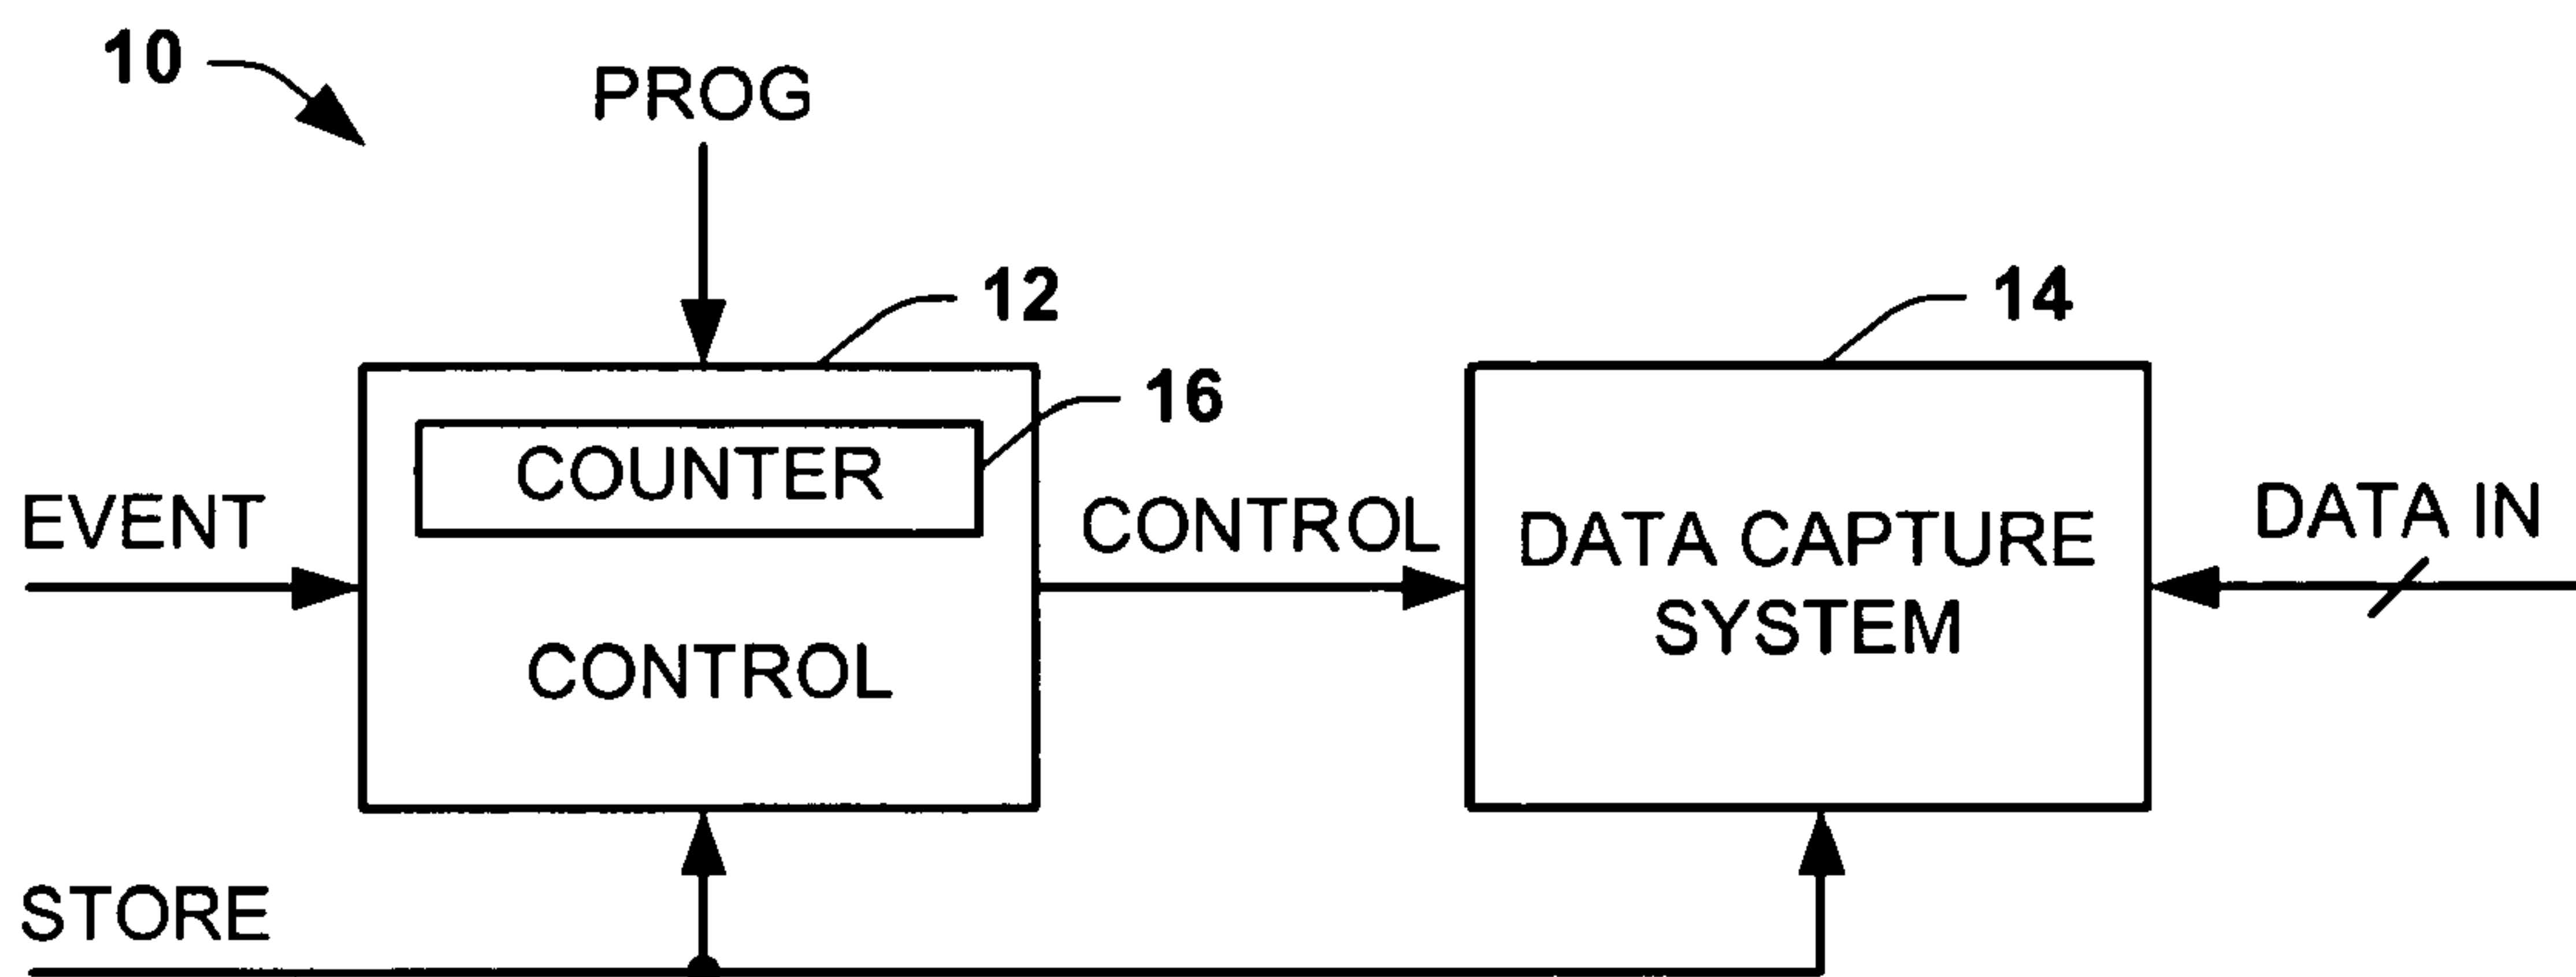 10
PROG
12
14
16
COUNTER
EVENT
CONTROL
DATA IN
DATA CAPTURE
SYSTEM
CONTROL
STORE